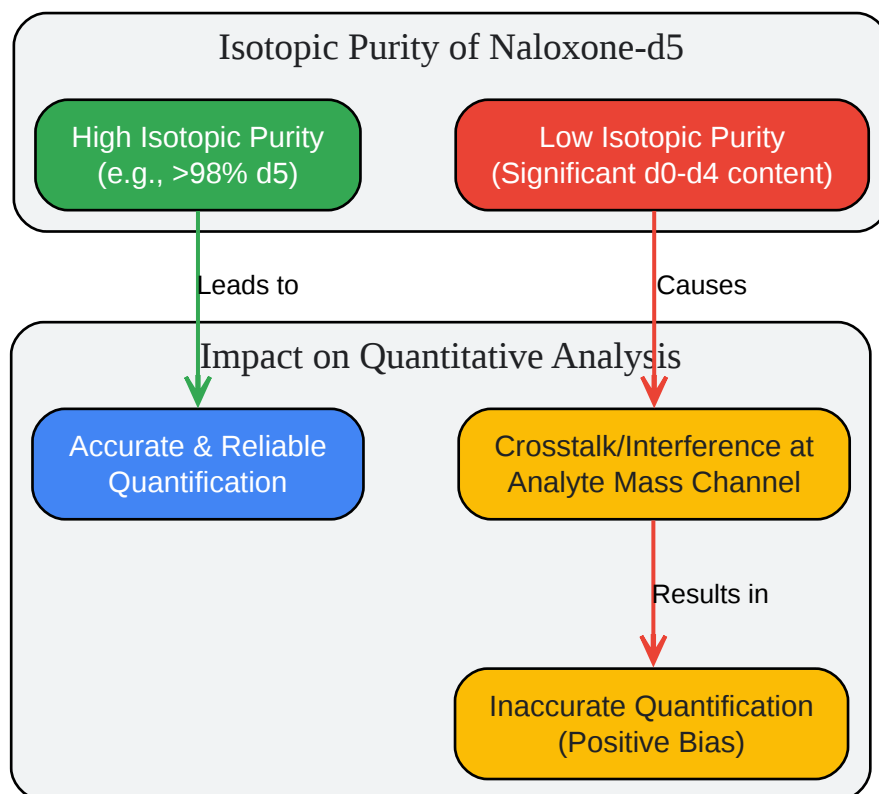 Isotopic Purity of Naloxone-d5
High Isotopic Purity
(e.g., >98% d5)
Low Isotopic Purity
(Significant d0-d4 content)
Leads to
Causes
Impact on Quantitative Analysis
Accurate & Reliable
Quantification
Crosstalk/Interference at
Analyte Mass Channel
Results in
Inaccurate Quantification
(Positive Bias)